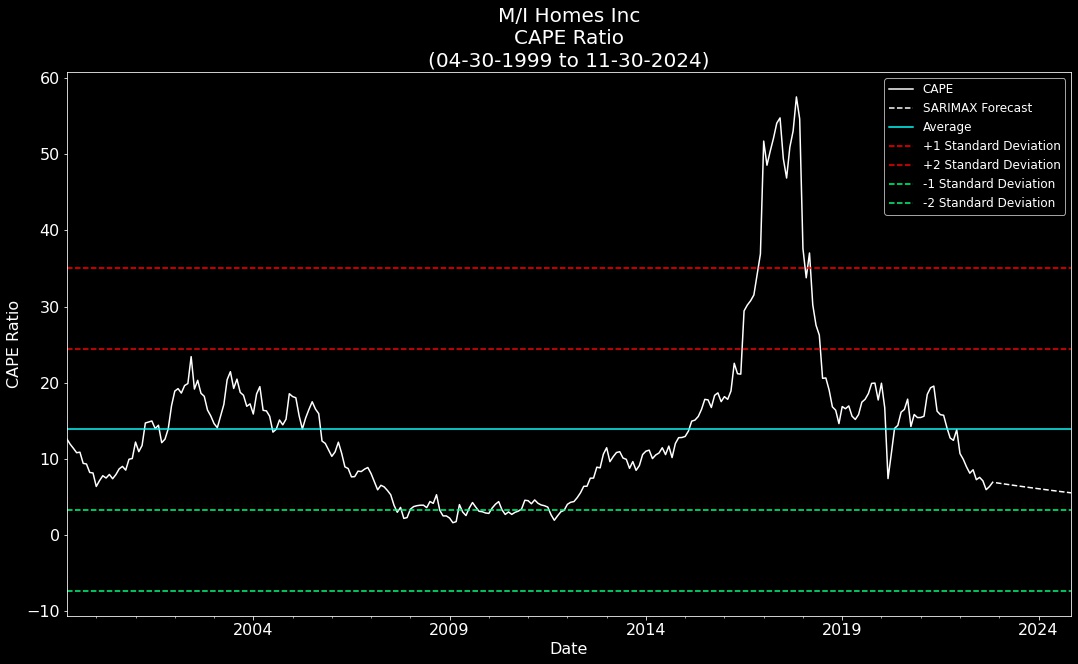 M/I Homes Inc
CAPE Ratio
(04-30-1999 to 11-30-2024)
60
50
40
30
20
10
0
−10
CAPE Ratio
CAPE
SARIMAX Forecast
Average
+1 Standard Deviation
+2 Standard Deviation
-1 Standard Deviation
-2 Standard Deviation
2004
2009
2014
2019
2024
Date